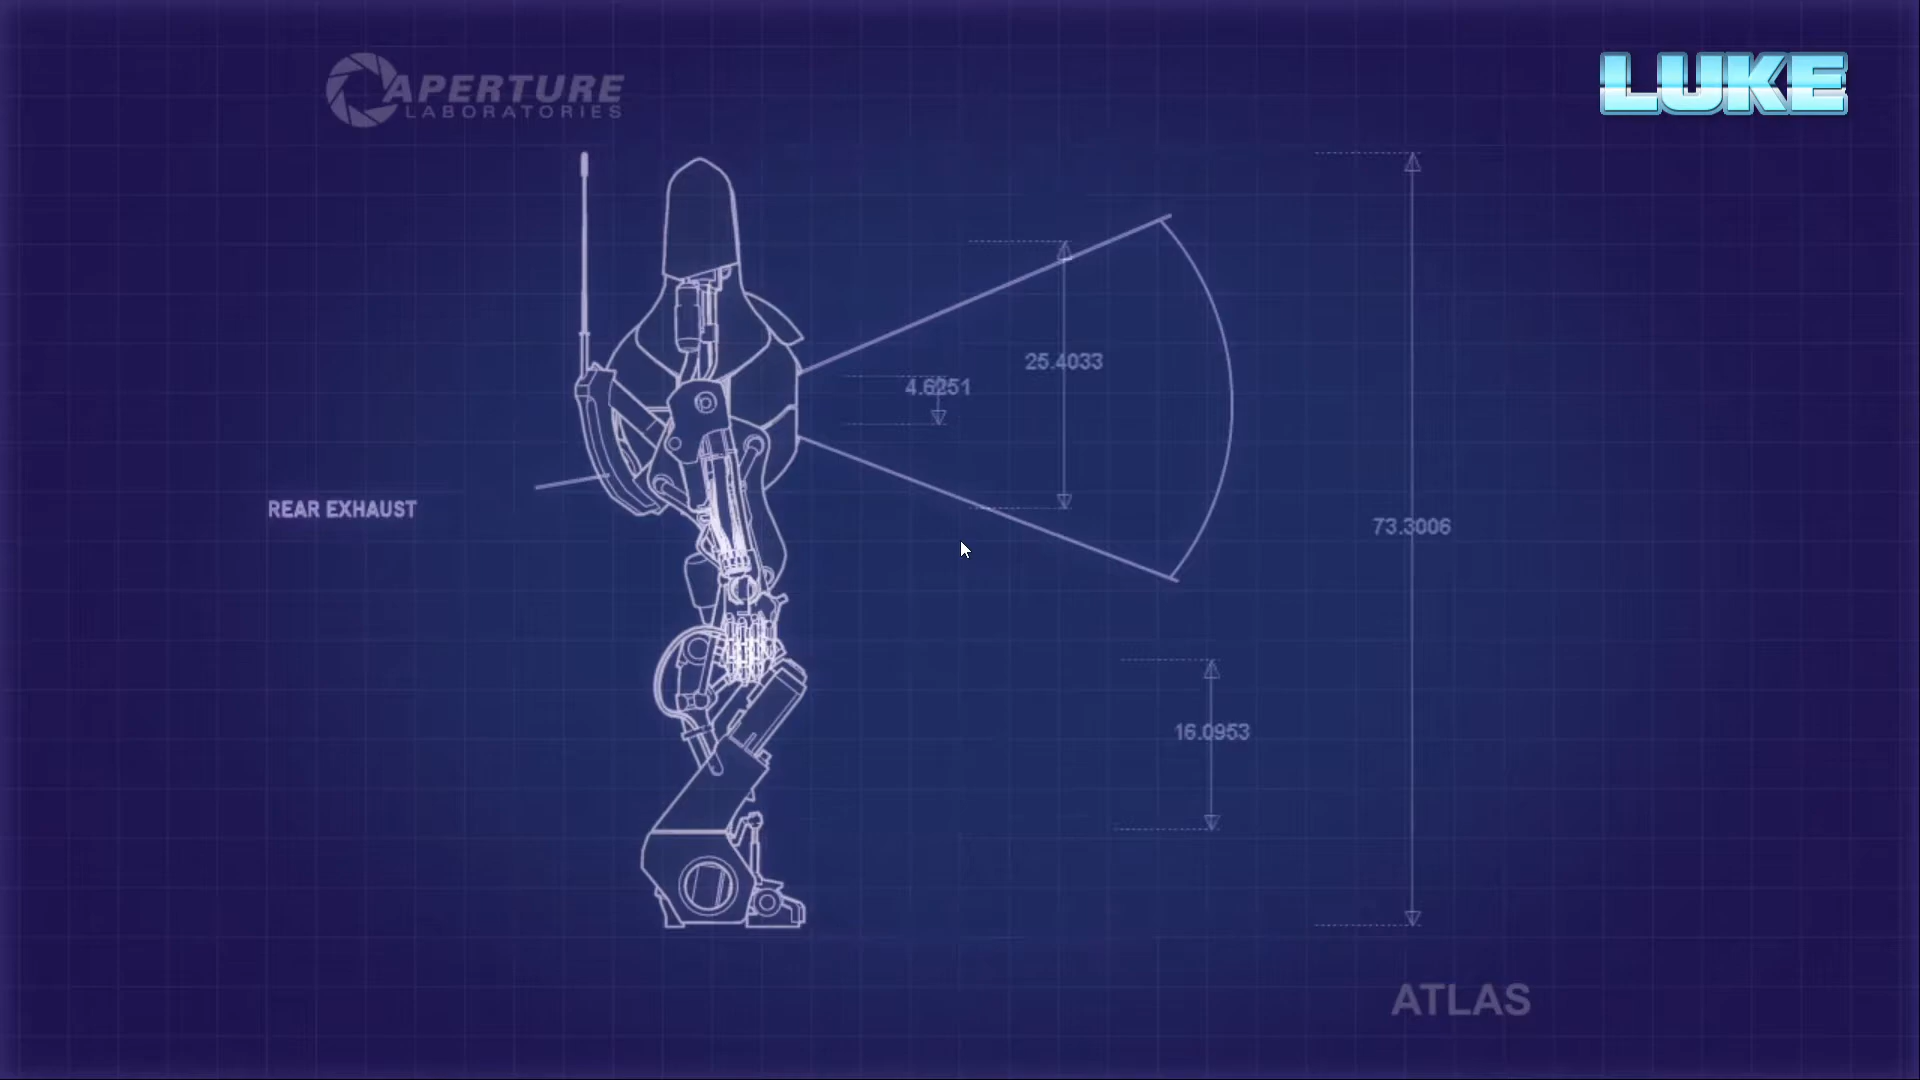 APERTURE
LABORATORIES
LUKE
25.4033
4.6251
REAR EXHAUST
73.3006
16.0953
ATLAS